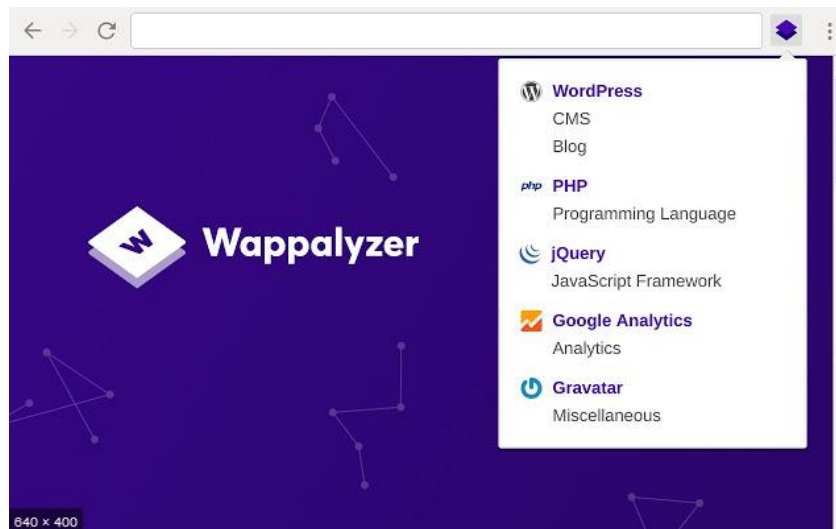 W
Wappalyzer
WordPress
CMS
Blog
php PHP
Programming Language
jQuery
JavaScript Framework
Google Analytics
Analytics
Gravatar
Miscellaneous
640 × 400